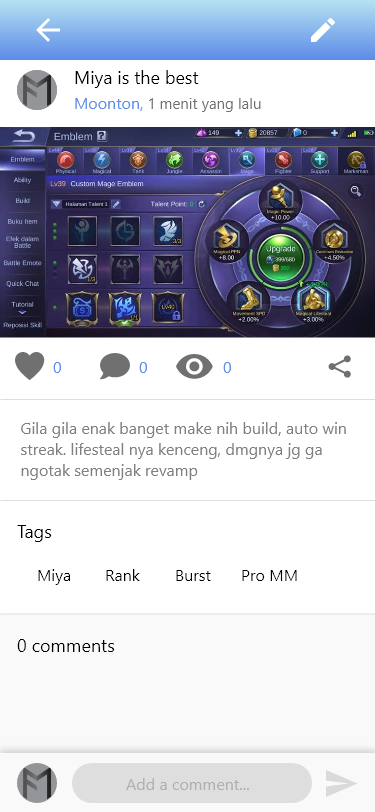 Miya is the best
Moonton, 1 menit yang lalu
Emblem
149
20857
0
Physical
Magical
Tank
Jungle
Assassin
Mage
Fighter
Support
Marksman
Emblem
Ability
Build
Buku Item
Efek dalam Battle
Battle Emote
Quick Chat
Tutorial
Reposisi Skill
Lv39 Custom Mage Emblem
Halaman Talent 1
Talent Point: 0
3/3
1/3
Lv40
Magic Power
+10.00
Magical PEN
+8.00
+4.50%
Movement SPD
+2.00%
Magical Lifesteal
+3.00%
Upgrade
399/680
0
0
0
Gila gila enak banget make nih build, auto win
streak. lifesteal nya kenceng, dmgnya jg ga
ngotak semenjak revamp
Tags
Miya Rank Burst Pro MM
0 comments
Add a comment...